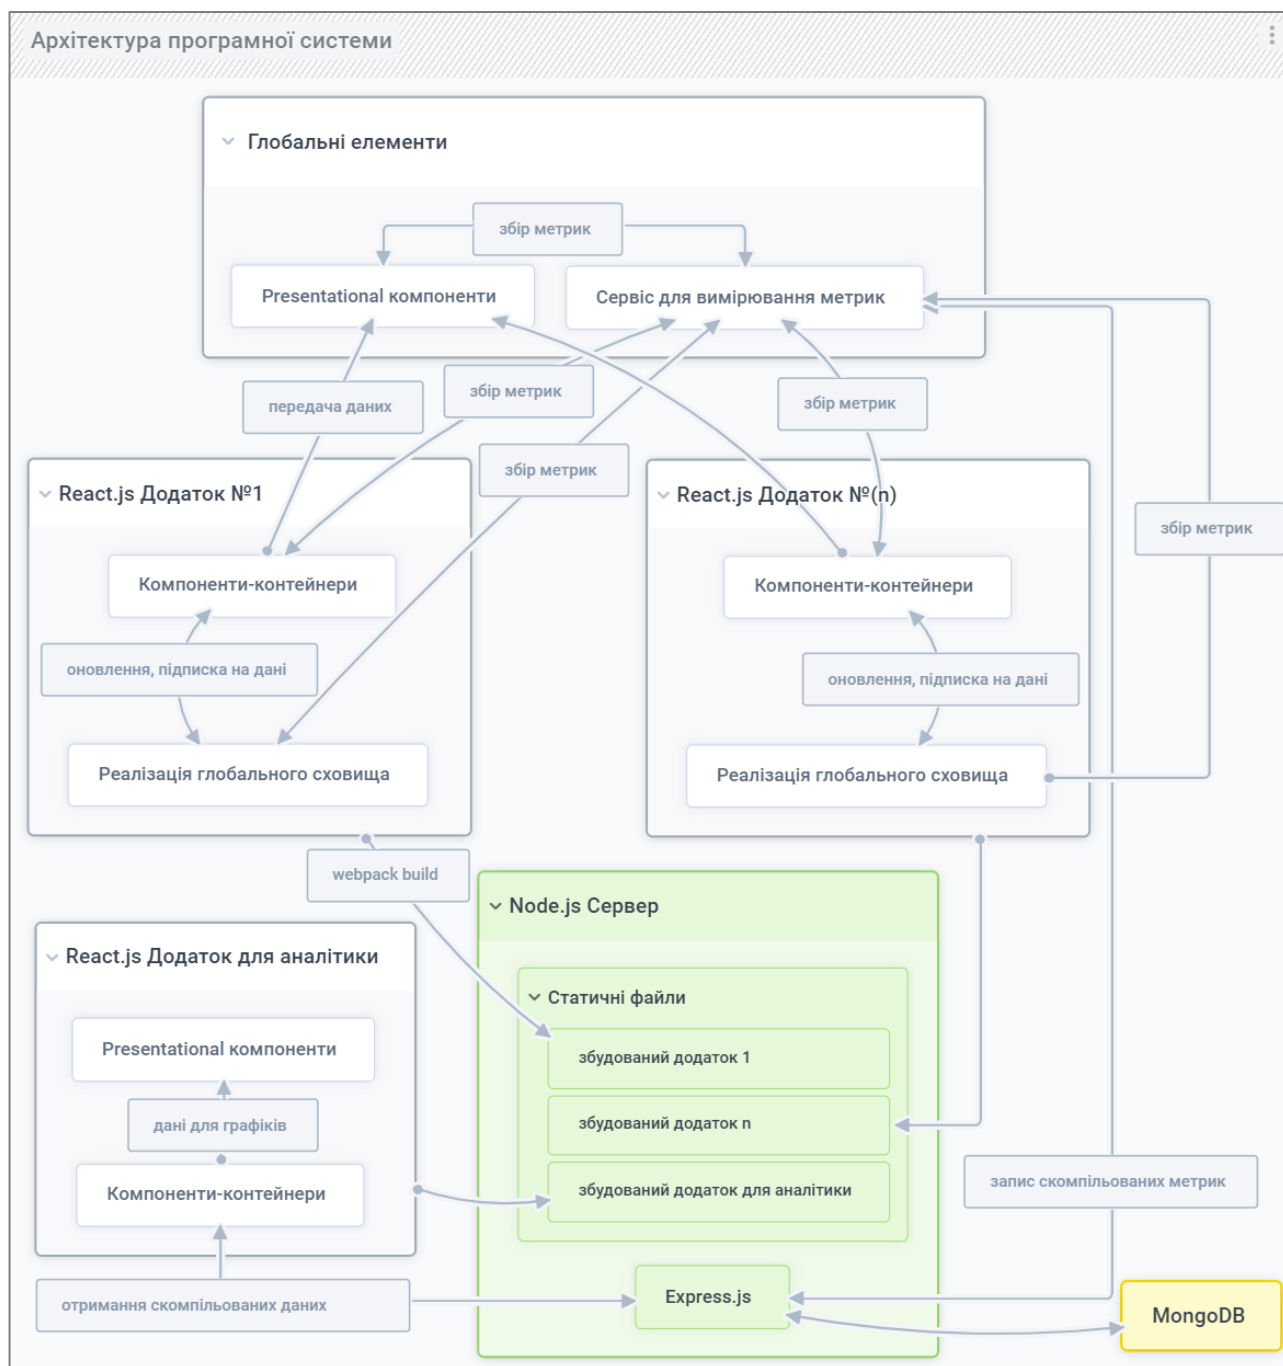 Архітектура програмної системи
Глобальні елементи
збір метрик
Presentational компоненти
Сервіс для вимірювання метрик
передача даних
збір метрик
збір метрик
збір метрик
React.js Додаток №1
React.js Додаток №(n)
збір метрик
Компоненти-контейнери
Компоненти-контейнери
оновлення, підписка на дані
оновлення, підписка на дані
Реалізація глобального сховища
Реалізація глобального сховища
webpack build
Node.js Сервер
React.js Додаток для аналітики
Статичні файли
Presentational компоненти
збудований додаток 1
дані для графіків
збудований додаток n
Компоненти-контейнери
збудований додаток для аналітики
запис скомпільованих метрик
отримання скомпільованих даних
Express.js
MongoDB